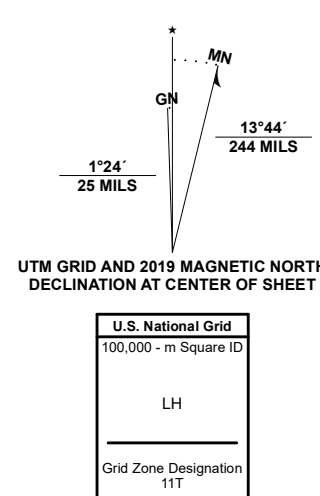 ★
MN
GN
13°44´
244 MILS
1°24´
25 MILS
UTM GRID AND 2019 MAGNETIC NORTH
DECLINATION AT CENTER OF SHEET
U.S. National Grid
100,000 - m Square ID
LH
Grid Zone Designation
11T